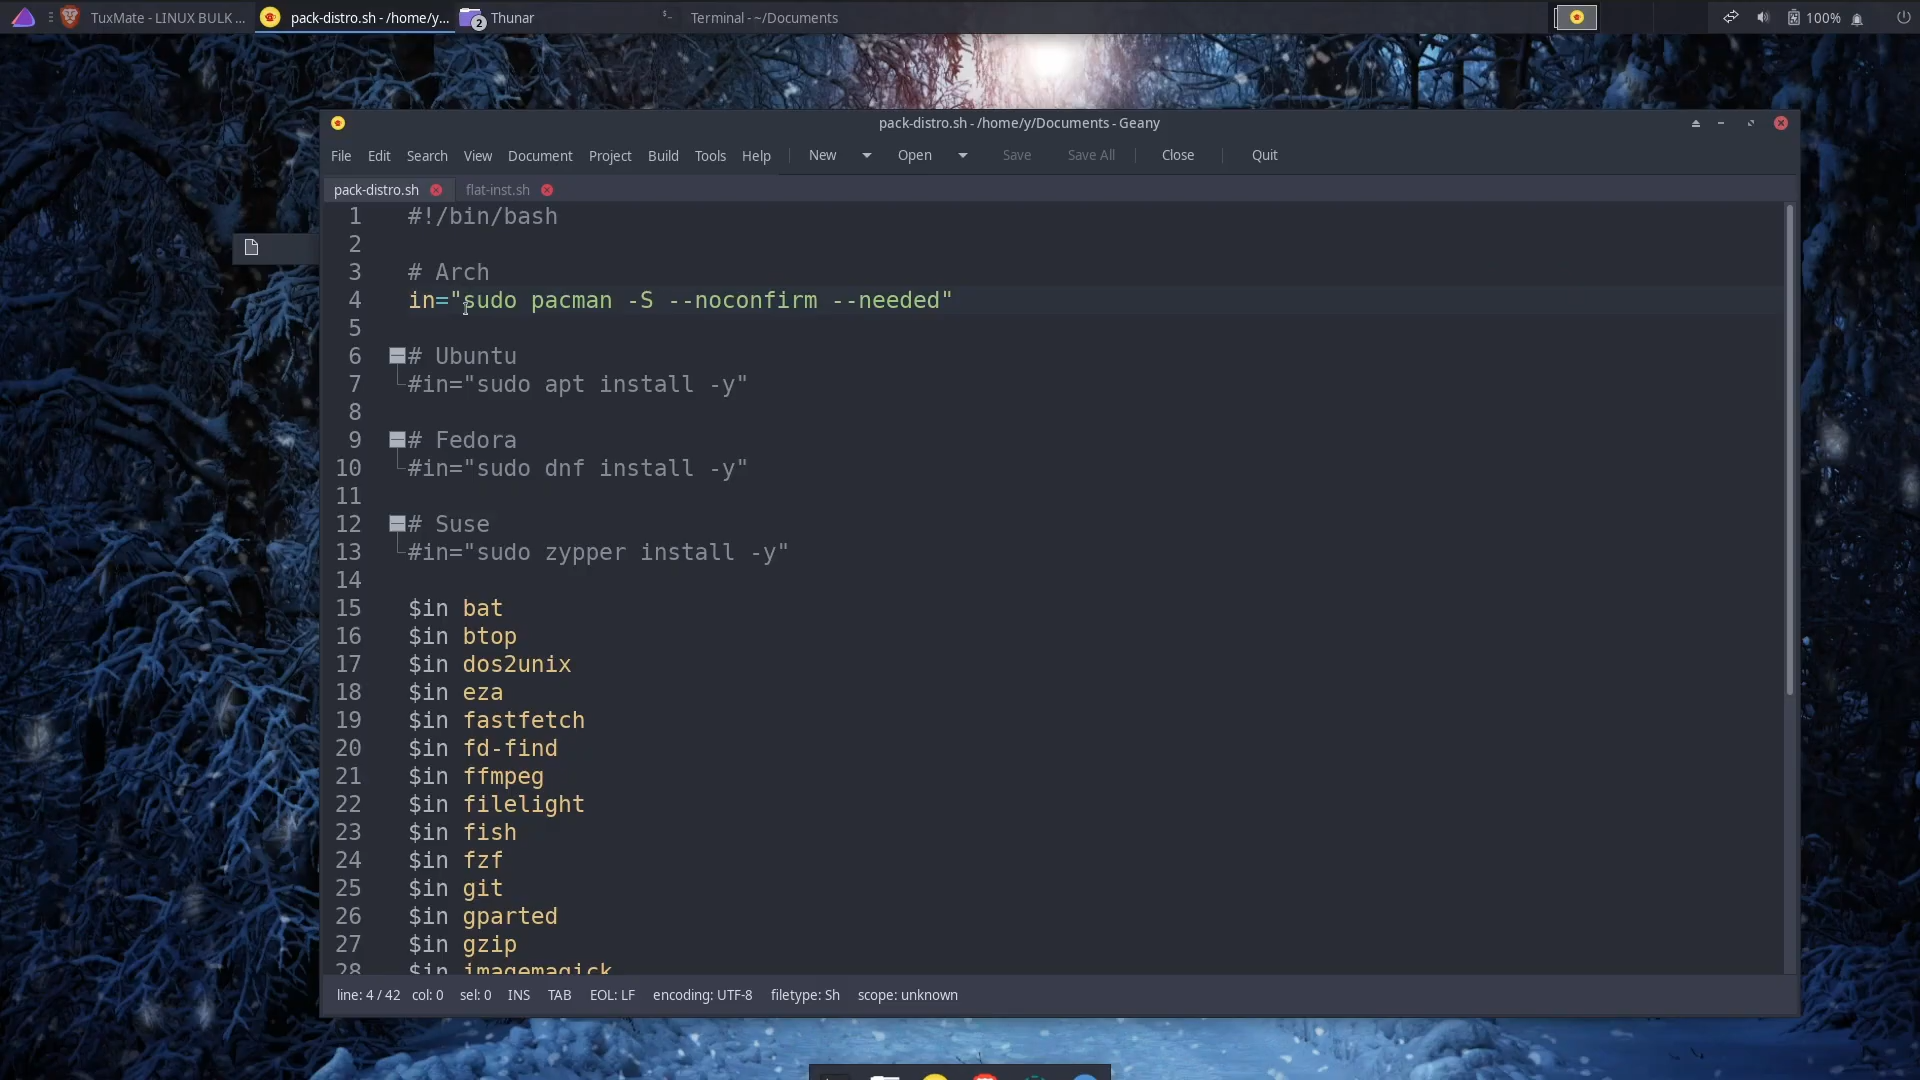 TuxMate - LINUX BULK ...
pack-distro.sh - /home/y...
2
Thunar
Terminal - ~/Documents
100%
pack-distro.sh - /home/y/Documents - Geany
File Edit Search View Document Project Build Tools Help New Open Save Save All Close Quit
pack-distro.sh flat-inst.sh
1 #!/bin/bash
2
3 # Arch
4 in="sudo pacman -S --noconfirm --needed"
5
6 # Ubuntu
7 #in="sudo apt install -y"
8
9 # Fedora
10 #in="sudo dnf install -y"
11
12 # Suse
13 #in="sudo zypper install -y"
14
15 $in bat
16 $in btop
17 $in dos2unix
18 $in eza
19 $in fastfetch
20 $in fd-find
21 $in ffmpeg
22 $in filelight
23 $in fish
24 $in fzf
25 $in git
26 $in gparted
27 $in gzip
28 $in imagemagick
line: 4 / 42 col: 0 sel: 0 INS TAB EOL: LF encoding: UTF-8 filetype: Sh scope: unknown